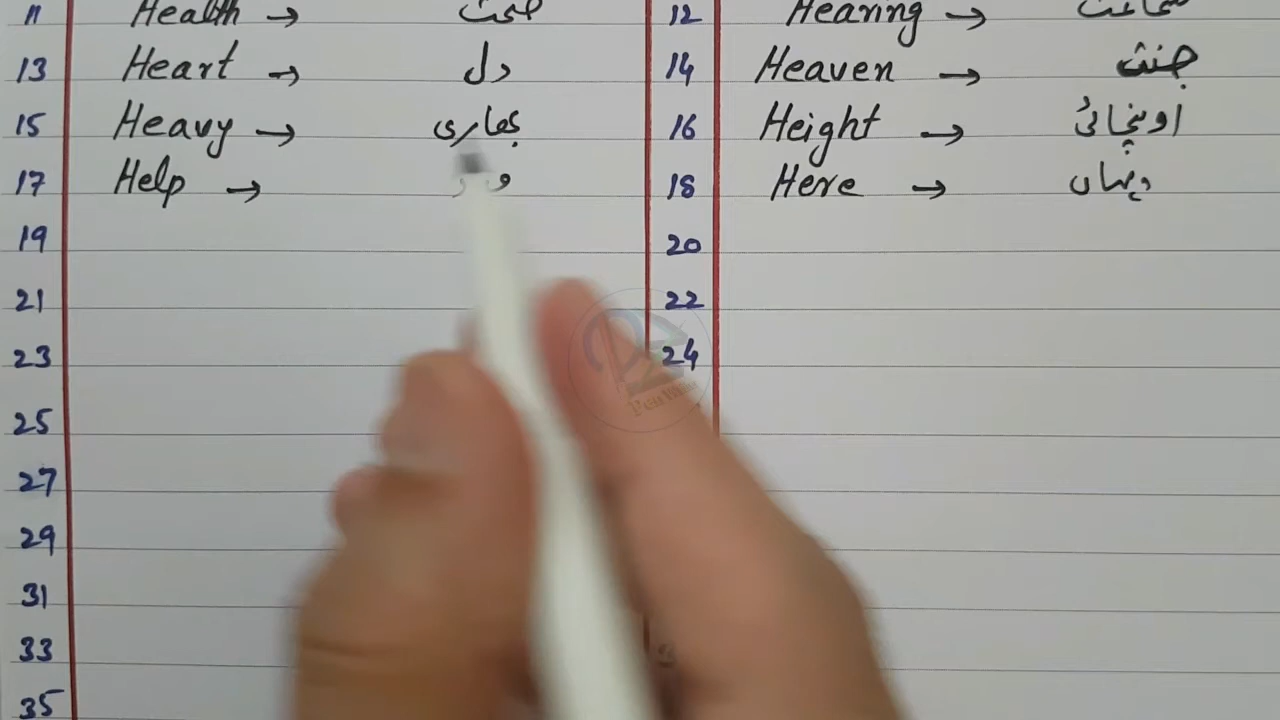 11 Health → صحت 12 Hearing → سماعت
13 Heart → دل 14 Heaven → جنت
15 Heavy → بھاری 16 Height → اونچائی
17 Help → 18 Here → یہاں
19 20
21 22
23 24
25
27
29
31
33
35
Pen